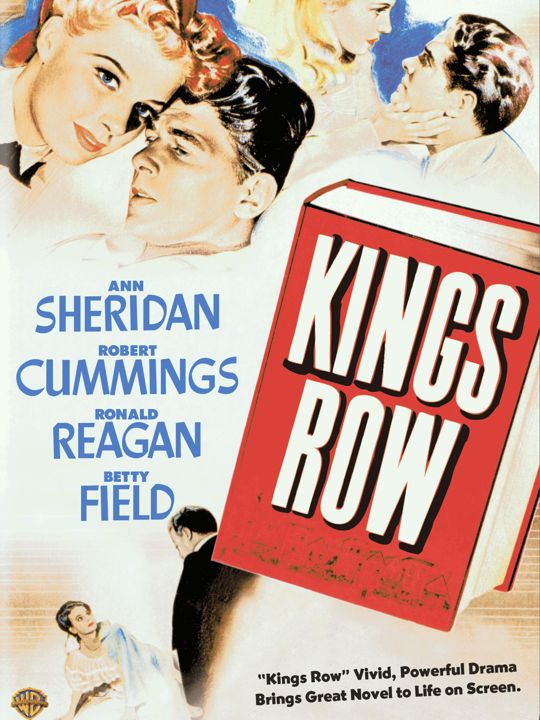 ANN
SHERIDAN
ROBERT
CUMMINGS
RONALD
REAGAN
BETTY
FIELD
KINGS
ROW
"Kings Row" Vivid, Powerful Drama
Brings Great Novel to Life on Screen.
WB